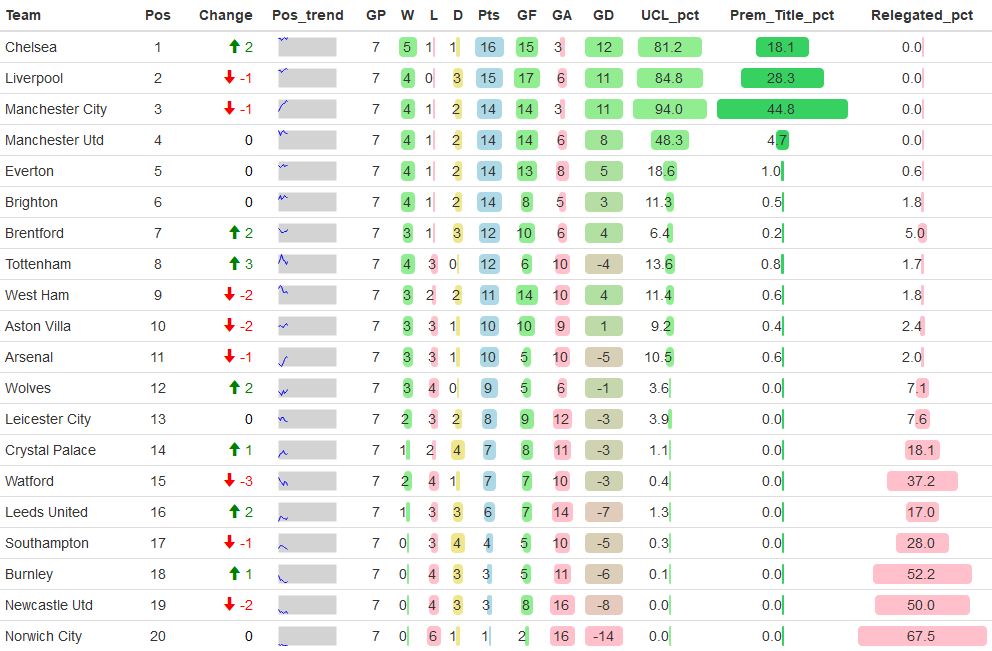 Team Pos Change Pos_trend GP W L D Pts GF GA GD UCL_pct Prem_Title_pct Relegated_pct
Chelsea 1 2 7 5 1 1 16 15 3 12 81.2 18.1 0.0
Liverpool 2 -1 7 4 0 3 15 17 6 11 84.8 28.3 0.0
Manchester City 3 -1 7 4 1 2 14 14 3 11 94.0 44.8 0.0
Manchester Utd 4 0 7 4 1 2 14 14 6 8 48.3 4.7 0.0
Everton 5 0 7 4 1 2 14 13 8 5 18.6 1.0 0.6
Brighton 6 0 7 4 1 2 14 8 5 3 11.3 0.5 1.8
Brentford 7 2 7 3 1 3 12 10 6 4 6.4 0.2 5.0
Tottenham 8 3 7 4 3 0 12 6 10 -4 13.6 0.8 1.7
West Ham 9 -2 7 3 2 2 11 14 10 4 11.4 0.6 1.8
Aston Villa 10 -2 7 3 3 1 10 10 9 1 9.2 0.4 2.4
Arsenal 11 -1 7 3 3 1 10 5 10 -5 10.5 0.6 2.0
Wolves 12 2 7 3 4 0 9 5 6 -1 3.6 0.0 7.1
Leicester City 13 0 7 2 3 2 8 9 12 -3 3.9 0.0 7.6
Crystal Palace 14 1 7 1 2 4 7 8 11 -3 1.1 0.0 18.1
Watford 15 -3 7 2 4 1 7 7 10 -3 0.4 0.0 37.2
Leeds United 16 2 7 1 3 3 6 7 14 -7 1.3 0.0 17.0
Southampton 17 -1 7 0 3 4 4 5 10 -5 0.3 0.0 28.0
Burnley 18 1 7 0 4 3 3 5 11 -6 0.1 0.0 52.2
Newcastle Utd 19 -2 7 0 4 3 3 8 16 -8 0.0 0.0 50.0
Norwich City 20 0 7 0 6 1 1 2 16 -14 0.0 0.0 67.5